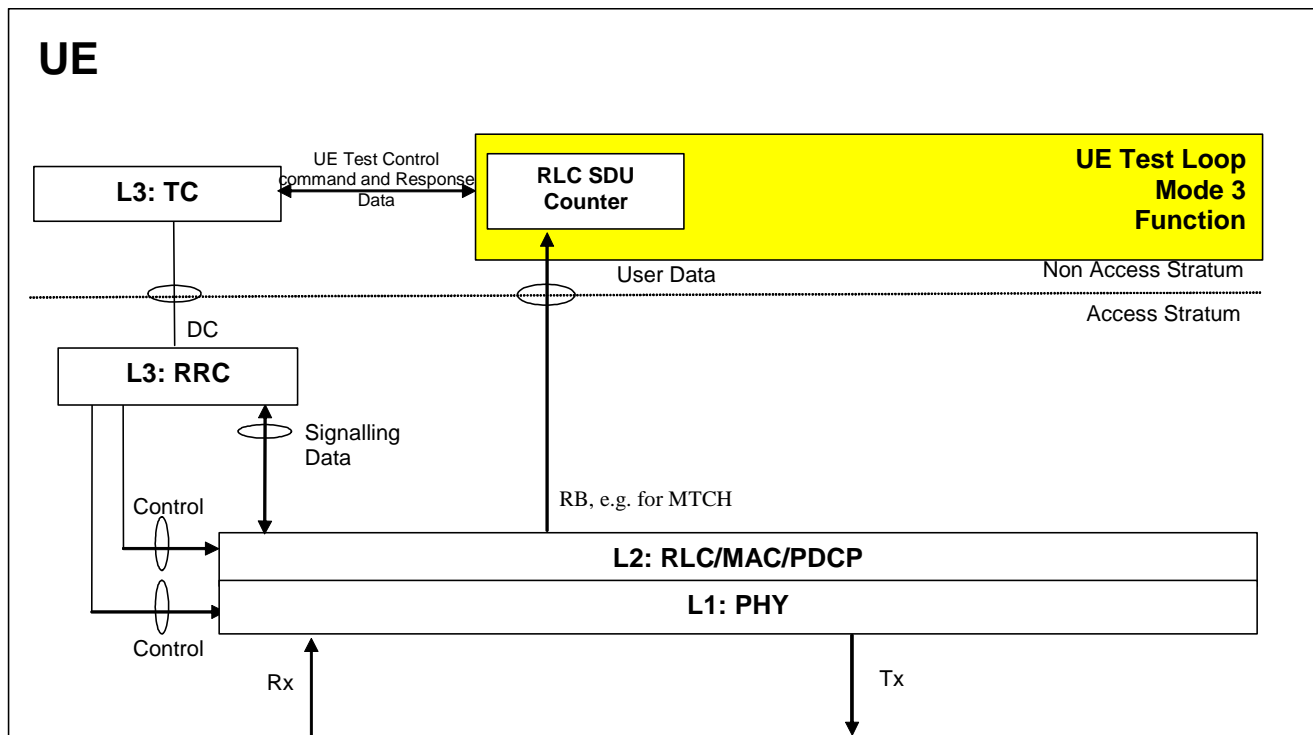 UE
UE Test Control
command and Response
Data
L3: TC
RLC SDU
Counter
UE Test Loop
Mode 3
Function
User Data
Non Access Stratum
Access Stratum
DC
L3: RRC
Signalling
Data
RB, e.g. for MTCH
Control
L2: RLC/MAC/PDCP
L1: PHY
Control
Rx
Tx